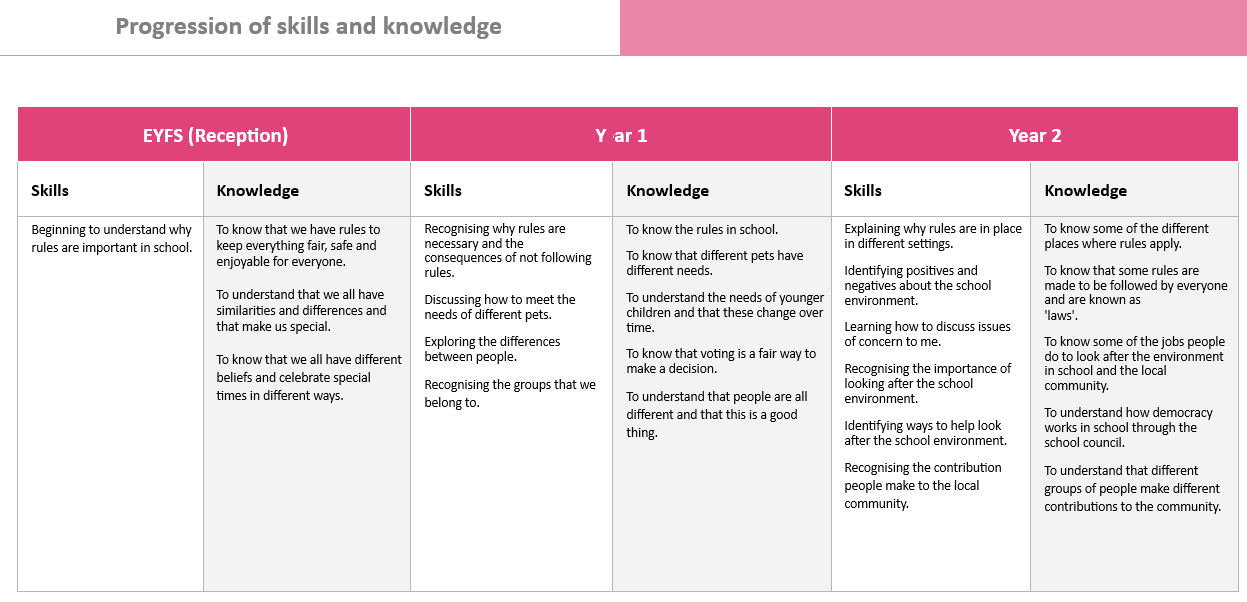 Progression of skills and knowledge
EYFS (Reception)
Y ar 1
Year 2
Skills
Knowledge
Skills
Knowledge
Skills
Knowledge
Beginning to understand why
rules are important in school.
To know that we have rules to
keep everything fair, safe and
enjoyable for everyone.
To understand that we all have
similarities and differences and
that make us special.
To know that we all have different
beliefs and celebrate special
times in different ways.
Recognising why rules are
necessary and the
consequences of not following
rules.
Discussing how to meet the
needs of different pets.
Exploring the differences
between people.
Recognising the groups that we
belong to.
To know the rules in school.
To know that different pets have
different needs.
To understand the needs of younger
children and that these change over
time.
To know that voting is a fair way to
make a decision.
To understand that people are all
different and that this is a good
thing.
Explaining why rules are in place
in different settings.
Identifying positives and
negatives about the school
environment.
Learning how to discuss issues
of concern to me.
Recognising the importance of
looking after the school
environment.
Identifying ways to help look
after the school environment.
Recognising the contribution
people make to the local
community.
To know some of the different
places where rules apply.
To know that some rules are
made to be followed by everyone
and are known as
'laws'.
To know some of the jobs people
do to look after the environment
in school and the local
community.
To understand how democracy
works in school through the
school council.
To understand that different
groups of people make different
contributions to the community.